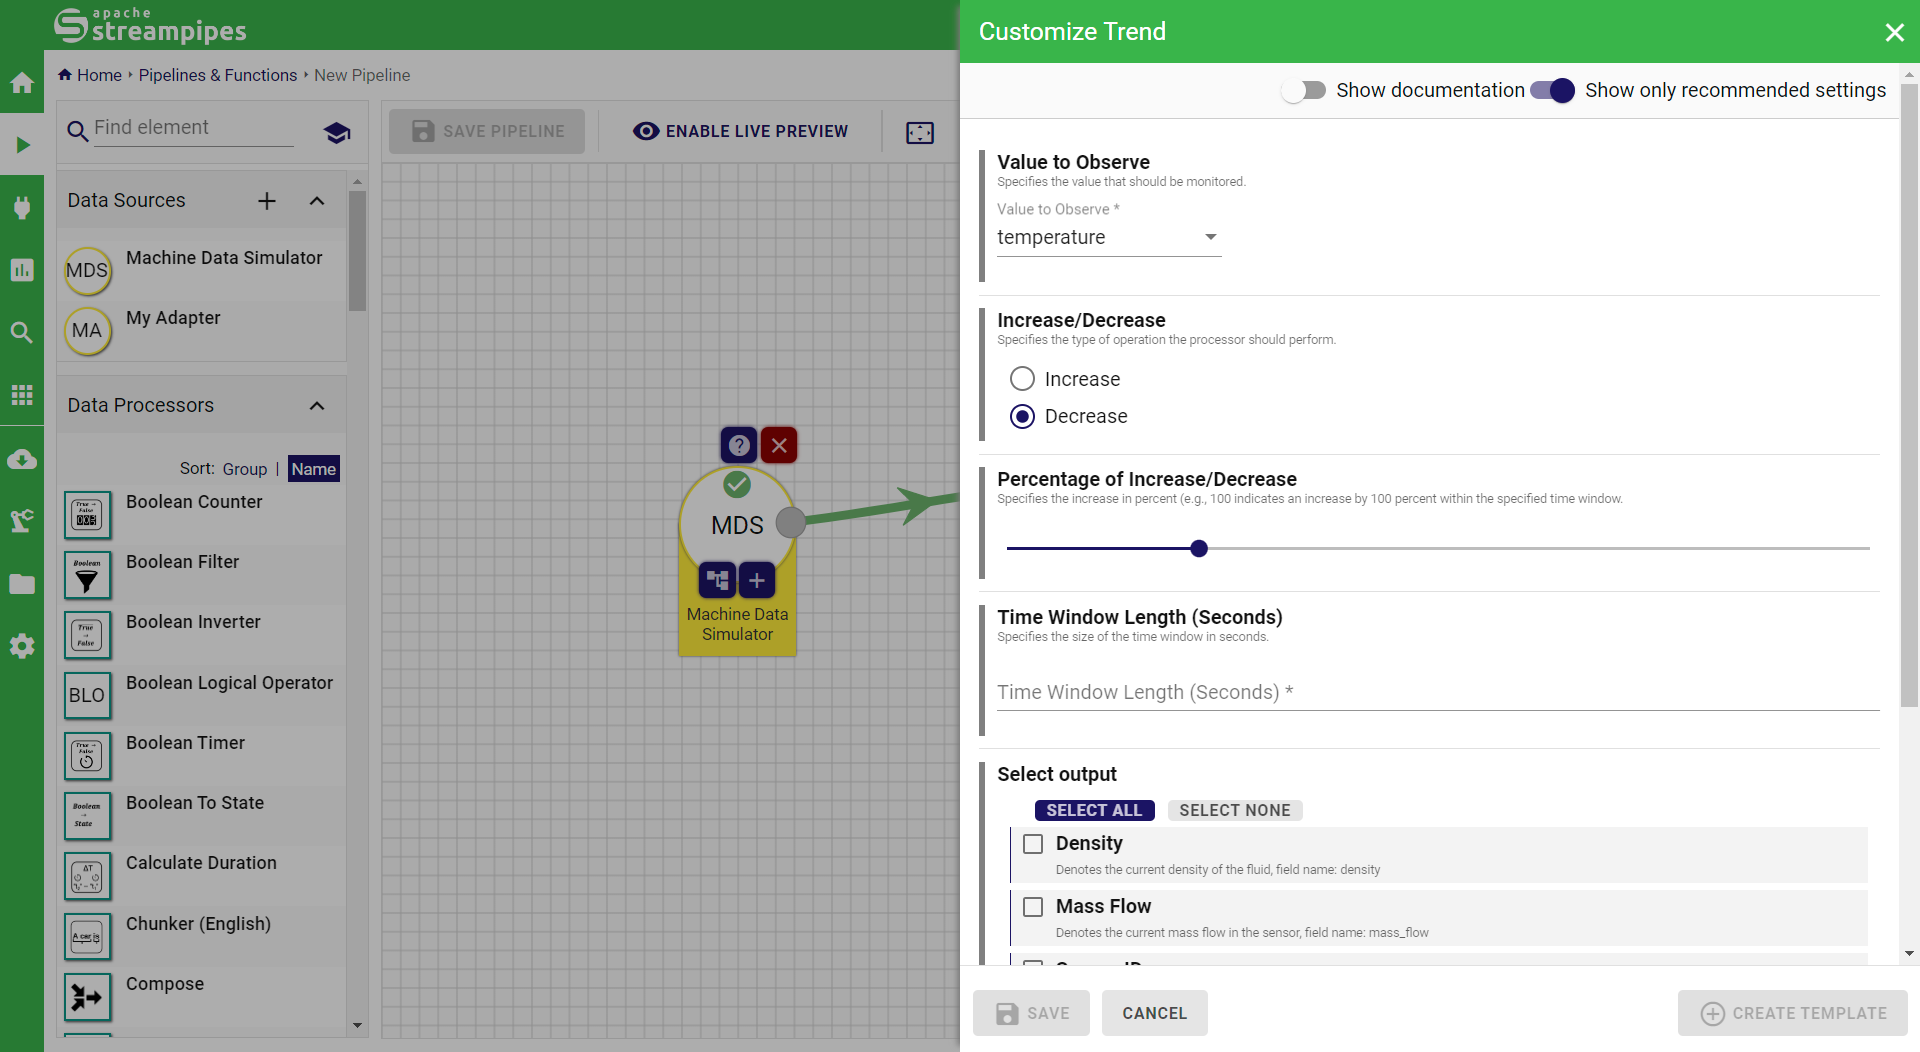 apache
streampipes
Customize Trend
Home
Pipelines & Functions
New Pipeline
Show documentation
Show only recommended settings
Find element
SAVE PIPELINE
ENABLE LIVE PREVIEW
Data Sources
MDS
Machine Data Simulator
MA
My Adapter
Data Processors
Sort: Group | Name
Boolean Counter
Boolean
Boolean Filter
True
False
Boolean Inverter
BLO
Boolean Logical Operator
True
False
Boolean Timer
Boolean
State
Boolean To State
Calculate Duration
Chunker (English)
Compose
MDS
Machine Data
Simulator
Value to Observe
Specifies the value that should be monitored.
Value to Observe *
temperature
Increase/Decrease
Specifies the type of operation the processor should perform.
Increase
Decrease
Percentage of Increase/Decrease
Specifies the increase in percent (e.g., 100 indicates an increase by 100 percent within the specified time window.
Time Window Length (Seconds)
Specifies the size of the time window in seconds.
Time Window Length (Seconds) *
Select output
SELECT ALL
SELECT NONE
Density
Denotes the current density of the fluid, field name: density
Mass Flow
Denotes the current mass flow in the sensor, field name: mass_flow
SAVE
CANCEL
CREATE TEMPLATE